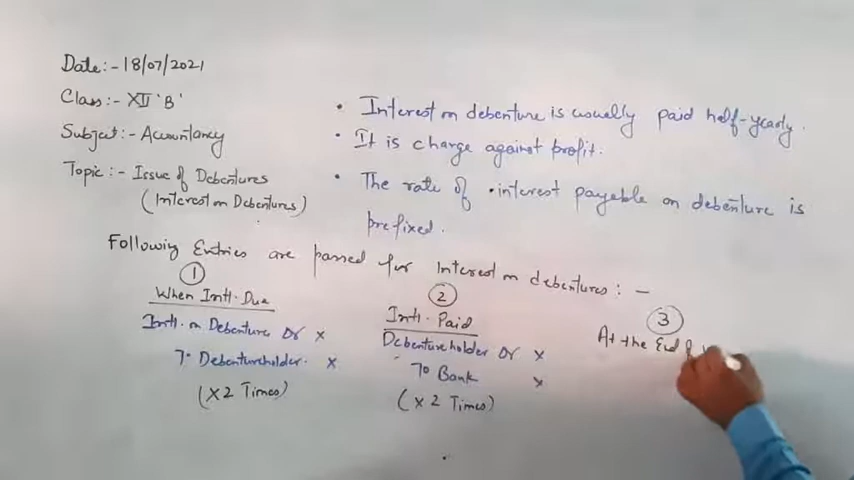 Date:- 18/07/2021
Class:- XII 'B'
Subject:- Accountancy
Topic:- Issue of Debentures
(Interest on Debentures)
• Interest on debenture is usually paid half-yearly.
• It is charge against profit.
• The rate of interest payable on debenture is
prefixed.
Following Entries are passed for Interest on debentures: -
1
When Intt. Due
Intt. on Debenture Dr x
To Debentureholder. x
(x 2 Times)
2
Intt. Paid
Debentureholder Dr x
To Bank x
(x 2 Times)
3
At the End of